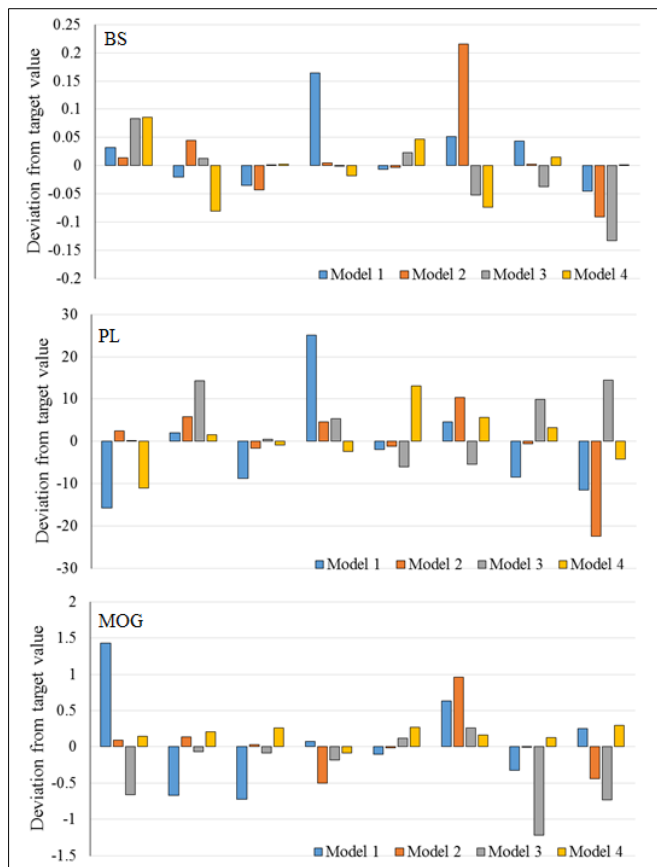 BS
Deviation from target value
0.25
0.2
0.15
0.1
0.05
0
-0.05
-0.1
-0.15
-0.2
Model 1 Model 2 Model 3 Model 4
PL
Deviation from target value
30
20
10
0
-10
-20
-30
Model 1 Model 2 Model 3 Model 4
MOG
Deviation from target value
2
1.5
1
0.5
0
-0.5
-1
-1.5
Model 1 Model 2 Model 3 Model 4